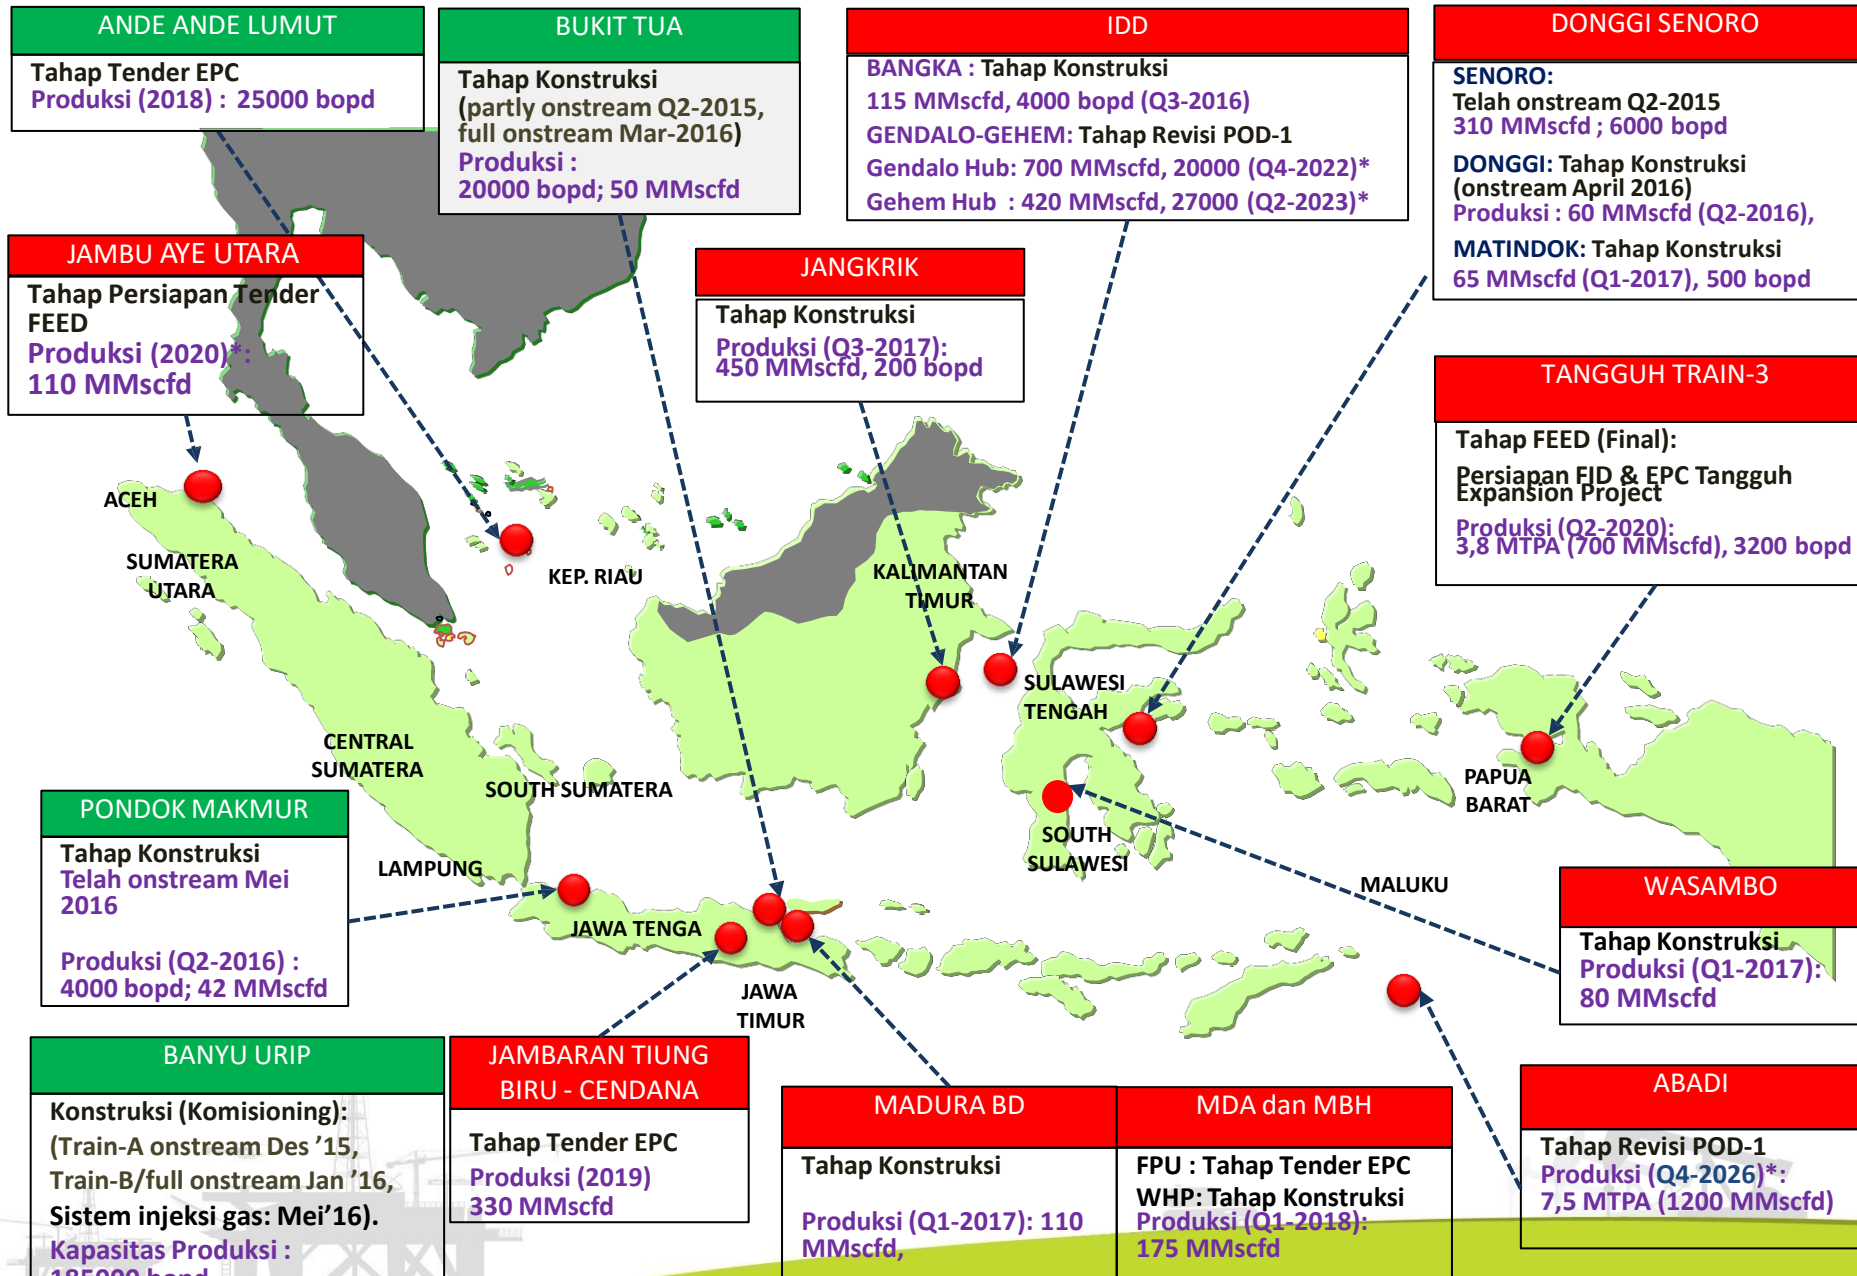 ANDE ANDE LUMUT
Tahap Tender EPC
Produksi (2018) : 25000 bopd
BUKIT TUA
Tahap Konstruksi
(partly onstream Q2-2015,
full onstream Mar-2016)
Produksi :
20000 bopd; 50 MMscfd
IDD
BANGKA : Tahap Konstruksi
115 MMscfd, 4000 bopd (Q3-2016)
GENDALO-GEHEM: Tahap Revisi POD-1
Gendalo Hub: 700 MMscfd, 20000 (Q4-2022)*
Gehem Hub : 420 MMscfd, 27000 (Q2-2023)*
DONGGI SENORO
SENORO:
Telah onstream Q2-2015
310 MMscfd ; 6000 bopd
DONGGI: Tahap Konstruksi
(onstream April 2016)
Produksi : 60 MMscfd (Q2-2016),
MATINDOK: Tahap Konstruksi
65 MMscfd (Q1-2017), 500 bopd
JAMBU AYE UTARA
Tahap Persiapan Tender
FEED
Produksi (2020)*:
110 MMscfd
JANGKRIK
Tahap Konstruksi
Produksi (Q3-2017):
450 MMscfd, 200 bopd
TANGGUH TRAIN-3
Tahap FEED (Final):
Persiapan FID & EPC Tangguh
Expansion Project
Produksi (Q2-2020):
3,8 MTPA (700 MMscfd), 3200 bopd
ACEH
SUMATERA
UTARA
KEP. RIAU
KALIMANTAN
TIMUR
SULAWESI
TENGAH
CENTRAL
SUMATERA
SOUTH SUMATERA
PAPUA
BARAT
SOUTH
SULAWESI
LAMPUNG
MALUKU
JAWA TENGA
JAWA
TIMUR
PONDOK MAKMUR
Tahap Konstruksi
Telah onstream Mei
2016
Produksi (Q2-2016) :
4000 bopd; 42 MMscfd
WASAMBO
Tahap Konstruksi
Produksi (Q1-2017):
80 MMscfd
BANYU URIP
Konstruksi (Komisioning):
(Train-A onstream Des ’15,
Train-B/full onstream Jan ’16,
Sistem injeksi gas: Mei’16).
Kapasitas Produksi :
185000 bopd
JAMBARAN TIUNG
BIRU - CENDANA
Tahap Tender EPC
Produksi (2019)
330 MMscfd
MADURA BD
Tahap Konstruksi
Produksi (Q1-2017): 110
MMscfd,
MDA dan MBH
FPU : Tahap Tender EPC
WHP: Tahap Konstruksi
Produksi (Q1-2018):
175 MMscfd
ABADI
Tahap Revisi POD-1
Produksi (Q4-2026)*:
7,5 MTPA (1200 MMscfd)